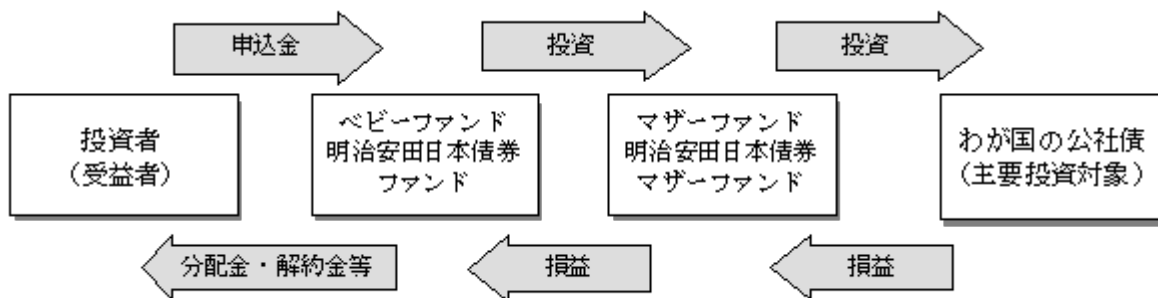 申込金
投資
投資
投資者
（受益者）
ベビーファンド
明治安田日本債券
ファンド
マザーファンド
明治安田日本債券
マザーファンド
わが国の公社債
（主要投資対象）
分配金・解約金等
損益
損益